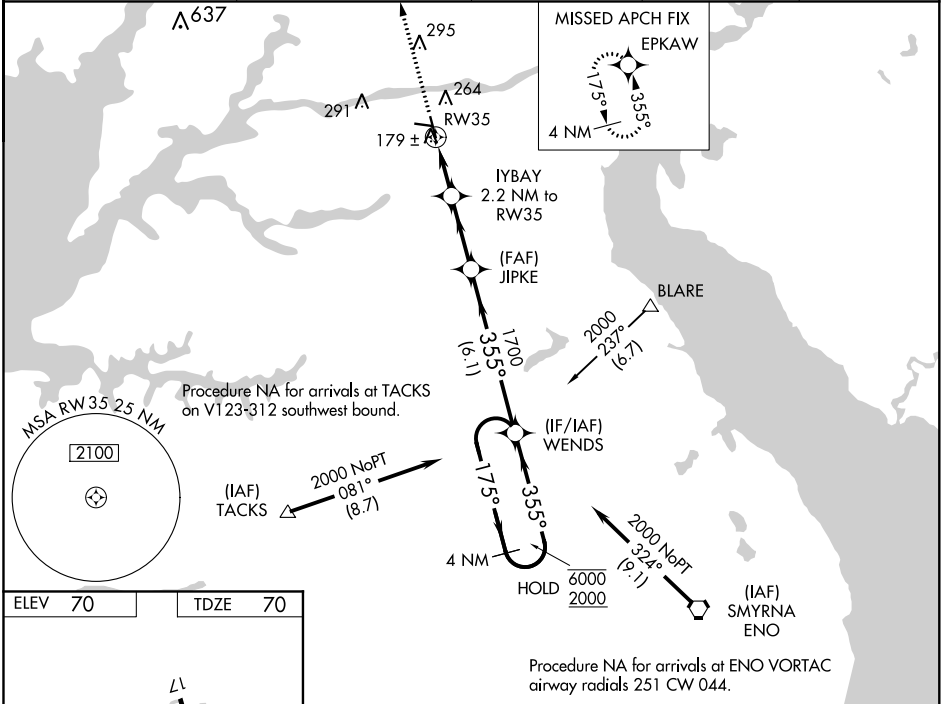 637
295
291
264
RW35
179 ±
MISSED APCH FIX
EPKAW
175°
355°
4 NM
IYBAY
2.2 NM to
RW35
(FAF)
JIPKE
BLARE
2000
237°
(6.7)
1700
355°
(6.1)
Procedure NA for arrivals at TACKS
on V123-312 southwest bound.
MSA RW35 25 NM
2100
(IF/IAF)
WENDS
2000 NoPT
081°
(8.7)
(IAF)
TACKS
175°
355°
4 NM
HOLD
6000
2000
2000 NoPT
324°
(9.1)
(IAF)
SMYRNA
ENO
ELEV 70
TDZE 70
17
Procedure NA for arrivals at ENO VORTAC
airway radials 251 CW 044.